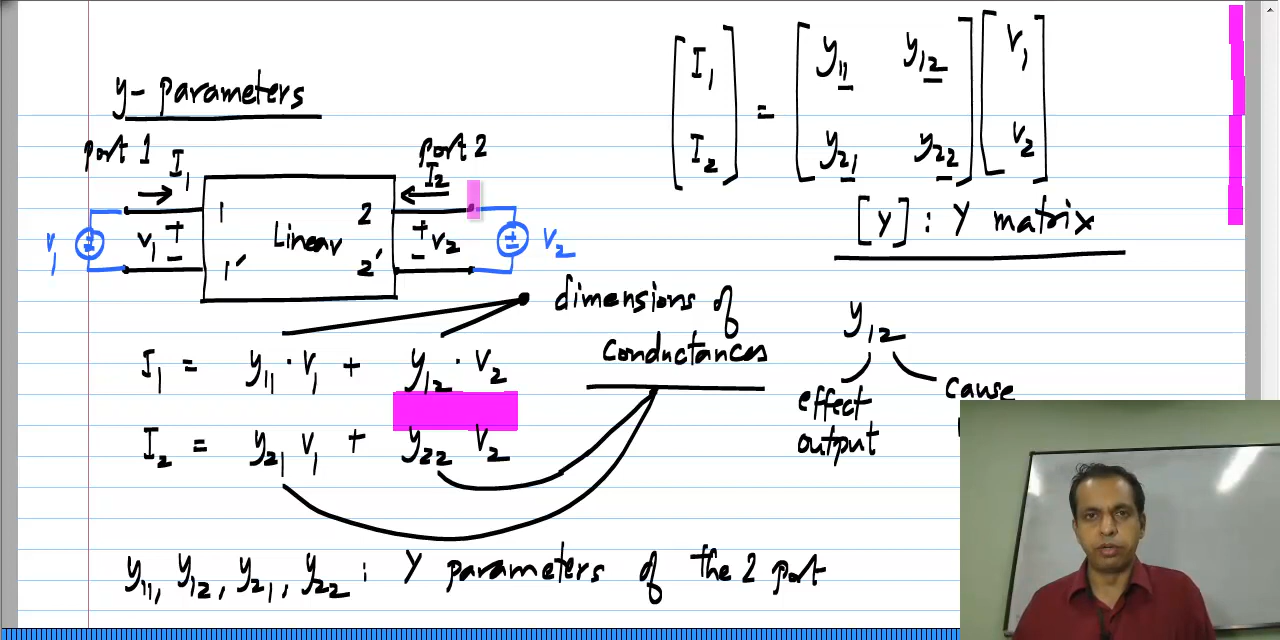 y- parameters
port 1
port 2
I1
I2
1
2
V1
V1
Linear
V2
V2
1'
2'
I1 = y11 · V1 + y12 · V2
I2 = y21 V1 + y22 V2
dimensions of
conductances
y11, y12, y21, y22 : Y parameters of the 2 port
[I1 I2] = [y11 y12 y21 y22] [V1 V2]
[Y] : Y matrix
y12
effect
output
cause